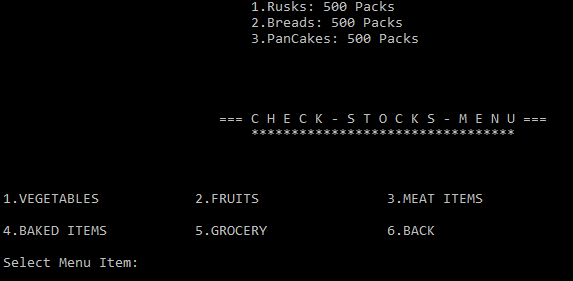 1.Rusks: 500 Packs
2.Breads: 500 Packs
3.PanCakes: 500 Packs
=== C H E C K - S T O C K S - M E N U ===
*********************************
1.VEGETABLES 2.FRUITS 3.MEAT ITEMS
4.BAKED ITEMS 5.GROCERY 6.BACK
Select Menu Item: